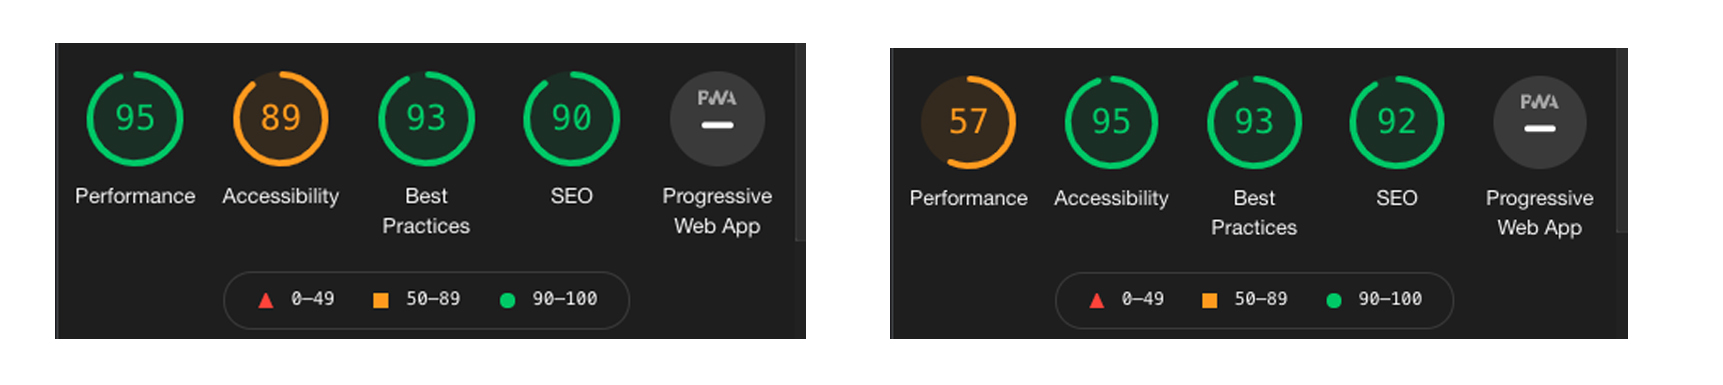 95 89 93 90 PWA
Performance Accessibility Best Practices SEO Progressive Web App
0–49 50–89 90–100
57 95 93 92 PWA
Performance Accessibility Best Practices SEO Progressive Web App
0–49 50–89 90–100